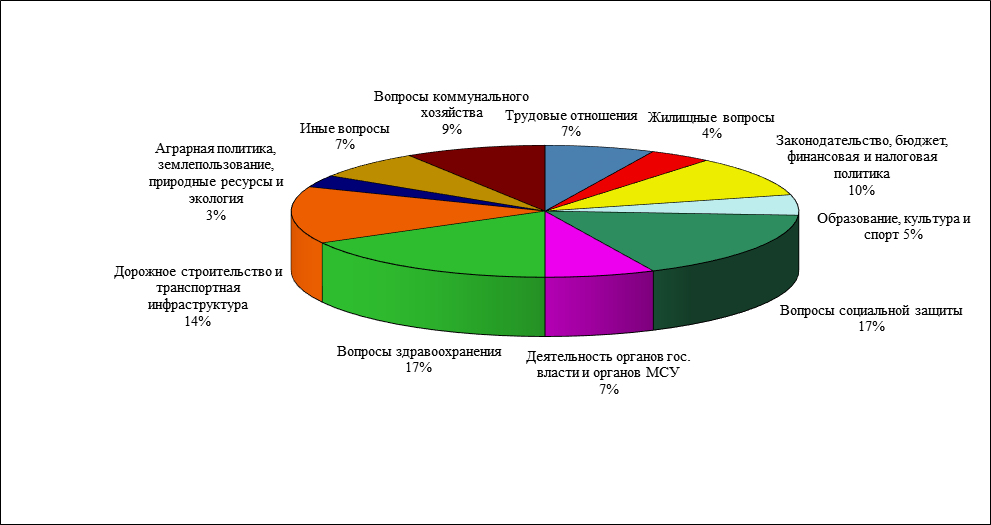 Вопросы коммунального
хозяйства
9%
Трудовые отношения
7%
Жилищные вопросы
4%
Законодательство, бюджет,
финансовая и налоговая
политика
10%
Образование, культура и
спорт 5%
Вопросы социальной защиты
17%
Деятельность органов гос.
власти и органов МСУ
7%
Вопросы здравоохранения
17%
Дорожное строительство и
транспортная
инфраструктура
14%
Аграрная политика,
землепользование,
природные ресурсы и
экология
3%
Иные вопросы
7%